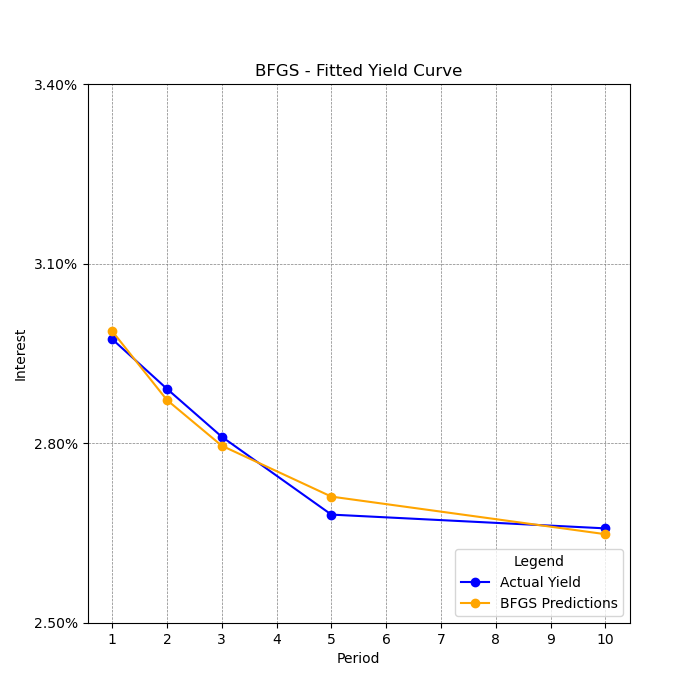 BFGS - Fitted Yield Curve
3.40%
3.10%
2.80%
2.50%
Interest
1 2 3 4 5 6 7 8 9 10
Period
Legend
Actual Yield
BFGS Predictions